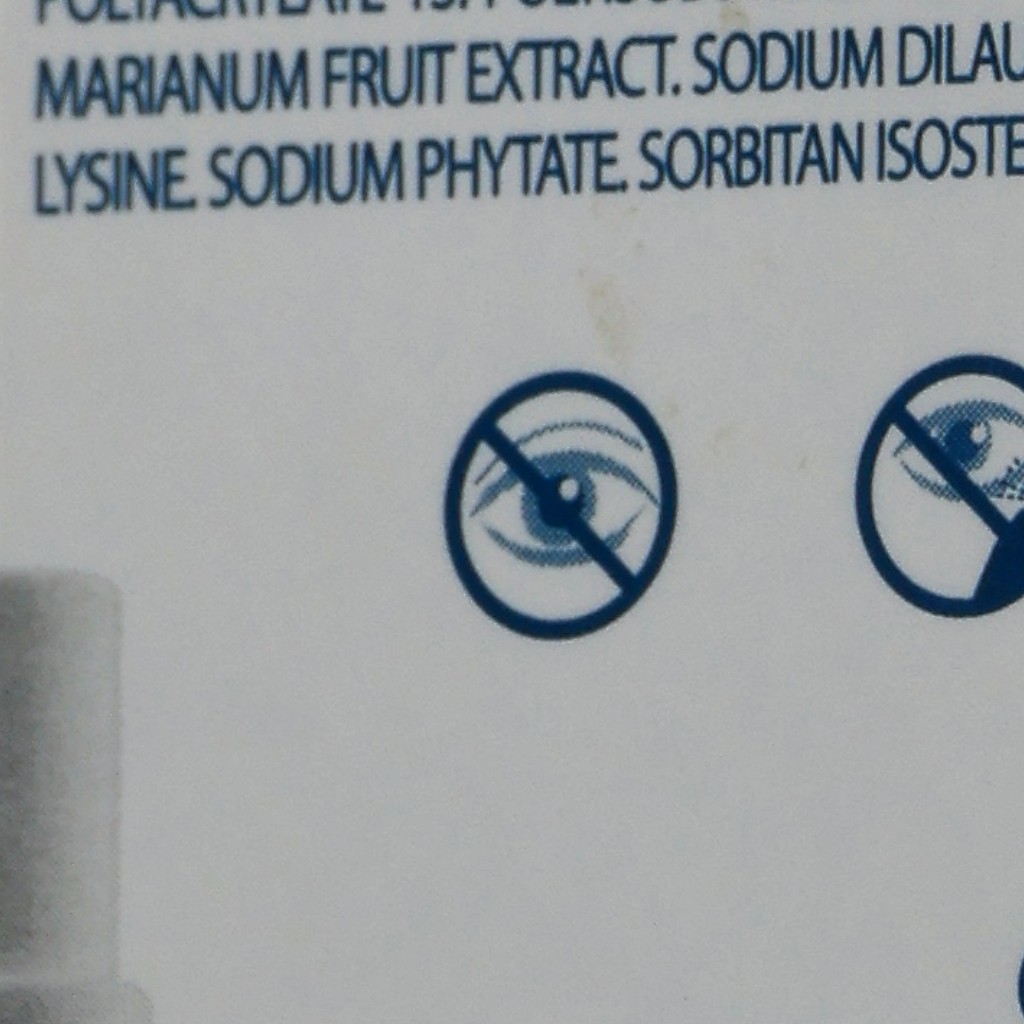 MARIANUM FRUIT EXTRACT. SODIUM DILAU
LYSINE. SODIUM PHYTATE. SORBITAN ISOSTE